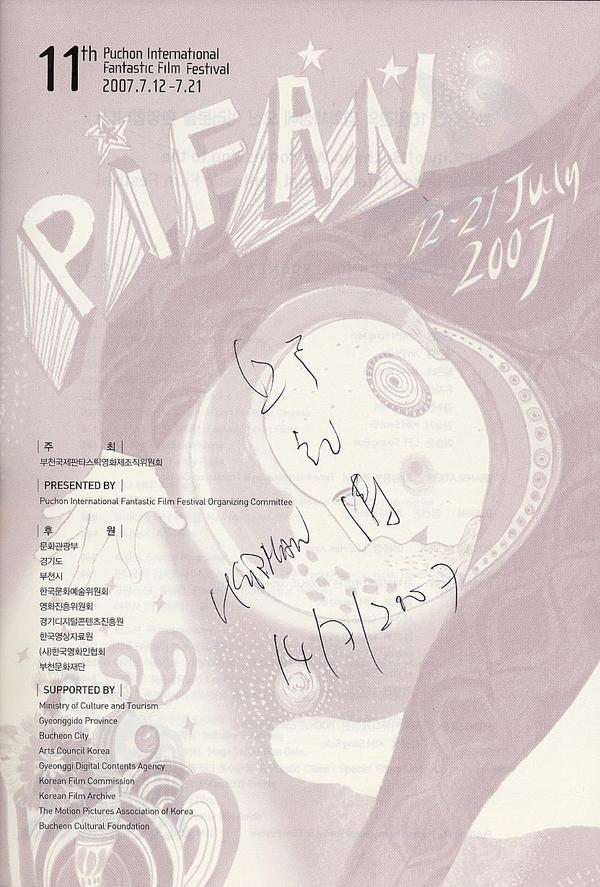 11th Puchon International
Fantastic Film Festival
2007.7.12-7.21
PiFAN
12-21 July
2007
주 최
부천국제판타스틱영화제조직위원회
PRESENTED BY
Puchon International Fantastic Film Festival Organizing Committee
후 원
문화관광부
경기도
부천시
한국문화예술위원회
영화진흥위원회
경기디지털콘텐츠진흥원
한국영상자료원
(사)한국영화인협회
부천문화재단
SUPPORTED BY
Ministry of Culture and Tourism
Gyeonggido Province
Bucheon City
Arts Council Korea
Gyeonggi Digital Contents Agency
Korean Film Commission
Korean Film Archive
The Motion Pictures Association of Korea
Bucheon Cultural Foundation
14/7/2007